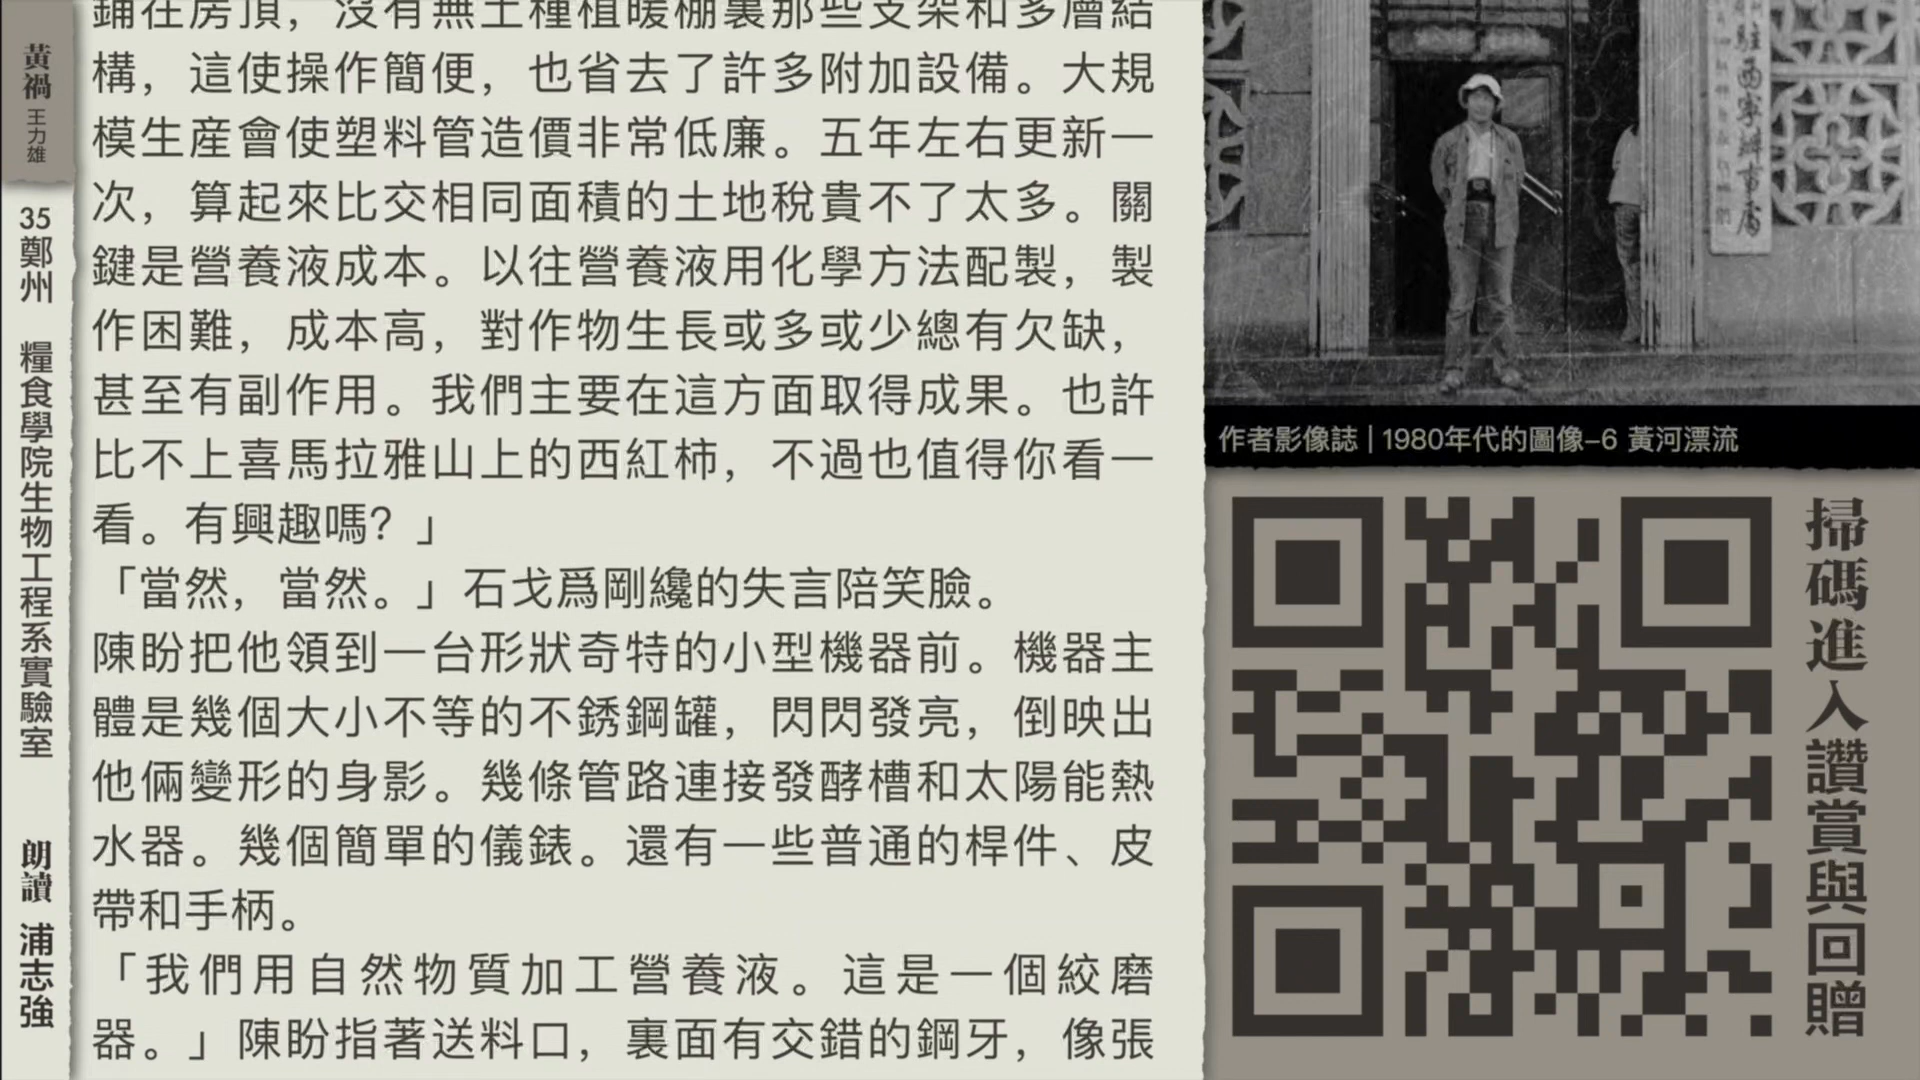 黃禍 王力雄
35 鄭州 糧食學院生物工程系實驗室
朗讀 浦志強
鋪在房頂，沒有無土種植暖棚裏那些支架和多層結
構，這使操作簡便，也省去了許多附加設備。大規
模生産會使塑料管造價非常低廉。五年左右更新一
次，算起來比交相同面積的土地稅貴不了太多。關
鍵是營養液成本。以往營養液用化學方法配製，製
作困難，成本高，對作物生長或多或少總有欠缺，
甚至有副作用。我們主要在這方面取得成果。也許
比不上喜馬拉雅山上的西紅柿，不過也值得你看一
看。有興趣嗎？」
「當然，當然。」石戈爲剛纔的失言陪笑臉。
陳盼把他領到一台形狀奇特的小型機器前。機器主
體是幾個大小不等的不銹鋼罐，閃閃發亮，倒映出
他倆變形的身影。幾條管路連接發酵槽和太陽能熱
水器。幾個簡單的儀錶。還有一些普通的桿件、皮
帶和手柄。
「我們用自然物質加工營養液。這是一個絞磨
器。」陳盼指著送料口，裏面有交錯的鋼牙，像張
駐西寧辦事處
作者影像誌 | 1980年代的圖像–6 黃河漂流
掃碼進入讚賞與回贈